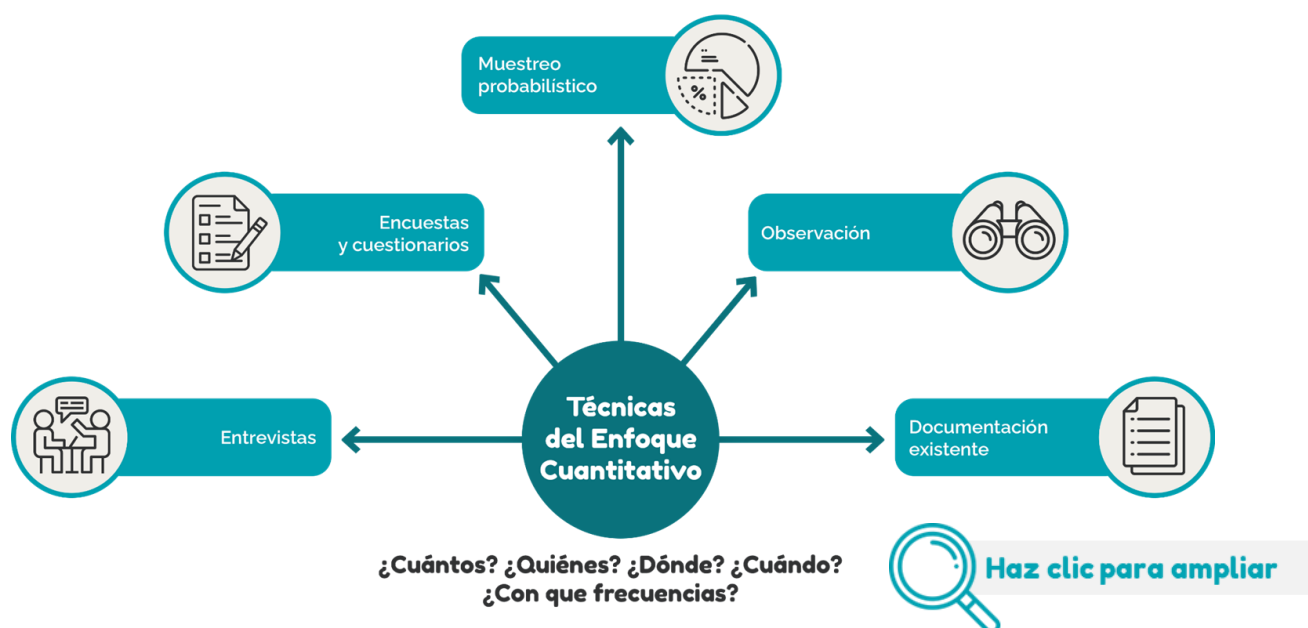 Muestreo
probabilístico
%
Encuestas
y cuestionarios
Observación
Entrevistas
Técnicas
del Enfoque
Cuantitativo
Documentación
existente
¿Cuántos? ¿Quiénes? ¿Dónde? ¿Cuándo?
¿Con que frecuencias?
Haz clic para ampliar